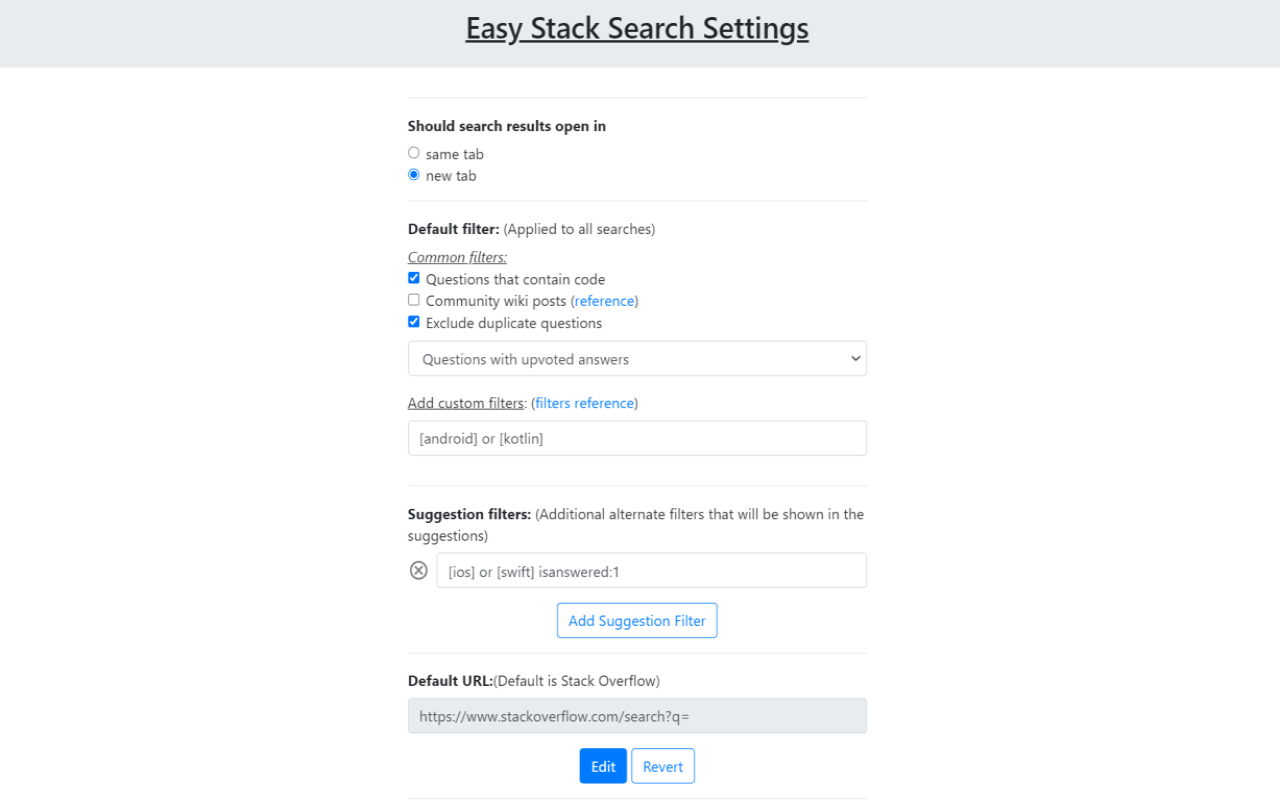 Easy Stack Search Settings
Should search results open in
same tab
new tab
Default filter: (Applied to all searches)
Common filters:
Questions that contain code
Community wiki posts (reference)
Exclude duplicate questions
Questions with upvoted answers
Add custom filters: (filters reference)
[android] or [kotlin]
Suggestion filters: (Additional alternate filters that will be shown in the
suggestions)
[ios] or [swift] isanswered:1
Add Suggestion Filter
Default URL:(Default is Stack Overflow)
https://www.stackoverflow.com/search?q=
Edit Revert